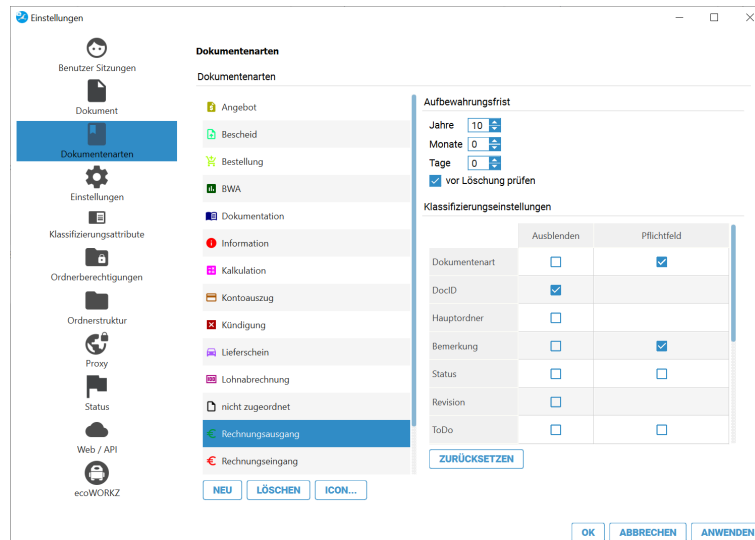 Einstellungen
Benutzer Sitzungen
Dokument
Dokumentenarten
Einstellungen
Klassifizierungsattribute
Ordnerberechtigungen
Ordnerstruktur
Proxy
Status
Web / API
ecoWORKZ
Dokumentenarten
Dokumentenarten
Angebot
Bescheid
Bestellung
BWA
Dokumentation
Information
Kalkulation
Kontoauszug
Kündigung
Lieferschein
Lohnabrechnung
nicht zugeordnet
Rechnungsausgang
Rechnungseingang
NEU LÖSCHEN ICON...
Aufbewahrungsfrist
Jahre 10
Monate 0
Tage 0
vor Löschung prüfen
Klassifizierungseinstellungen
Ausblenden Pflichtfeld
Dokumentenart
DocID
Hauptordner
Bemerkung
Status
Revision
ToDo
ZURÜCKSETZEN
OK ABBRECHEN ANWENDEN